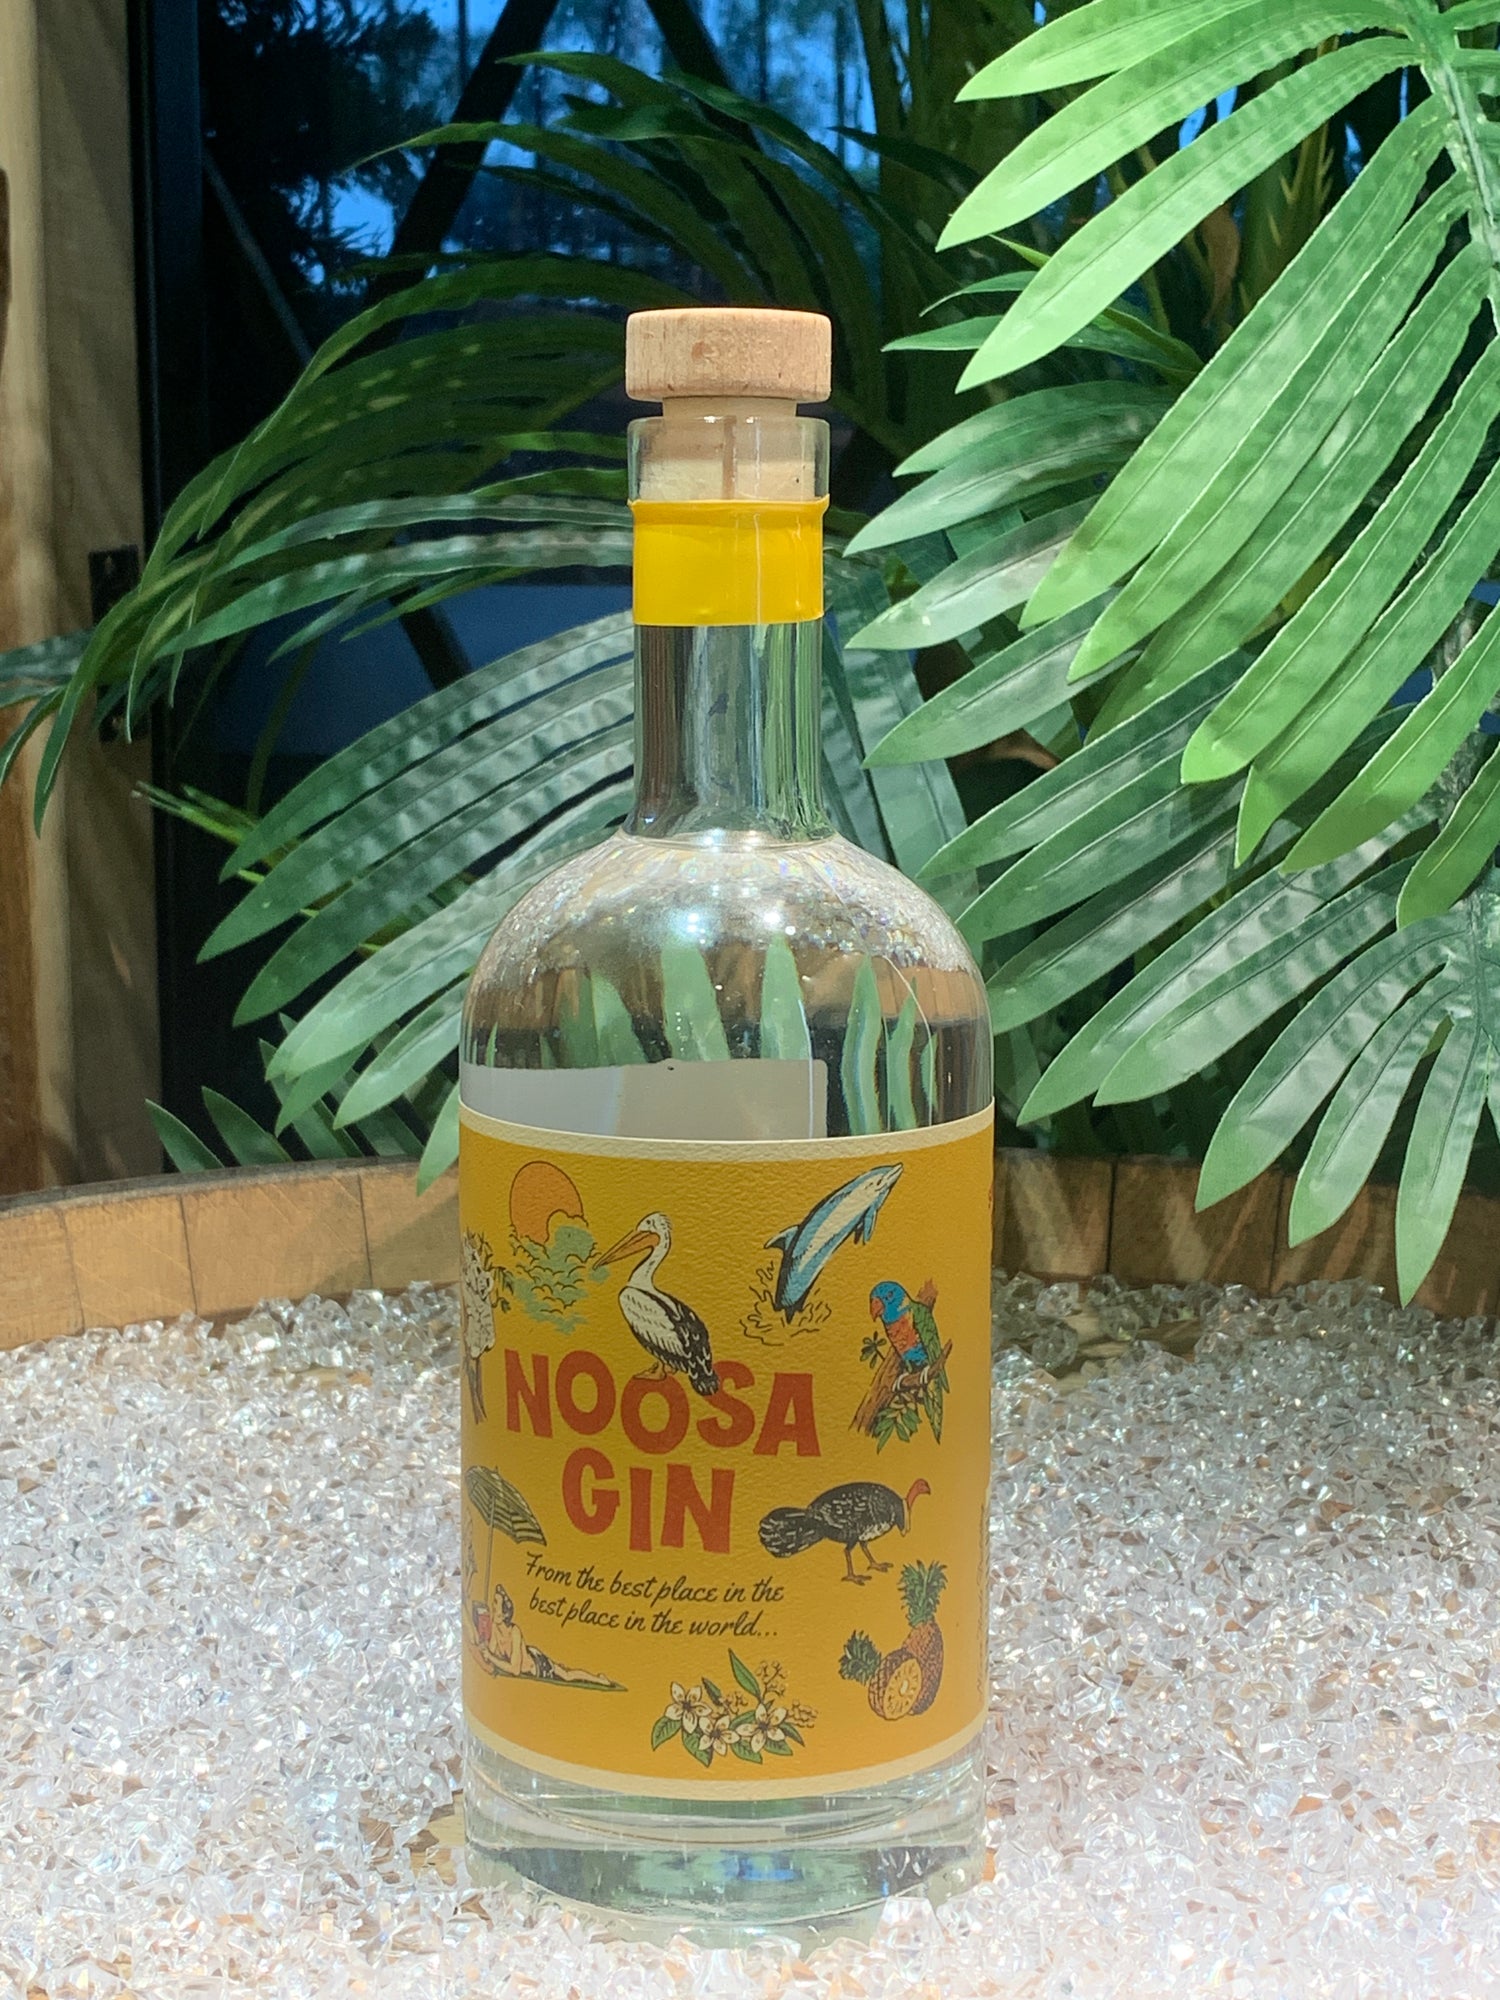 NOOSA
GIN
From the best place in the
best place in the world...